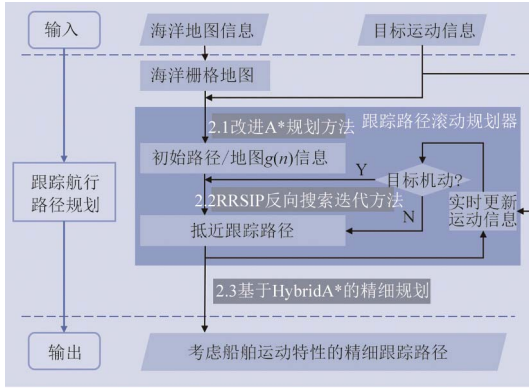 输入
海洋地图信息
目标运动信息
海洋栅格地图
2.1改进A*规划方法
跟踪路径滚动规划器
初始路径/地图g(n)信息
Y
目标机动?
跟踪航行
路径规划
2.2RRSIP反向搜索迭代方法
N
实时更新
运动信息
抵近跟踪路径
2.3基于HybridA*的精细规划
输出
考虑船舶运动特性的精细跟踪路径